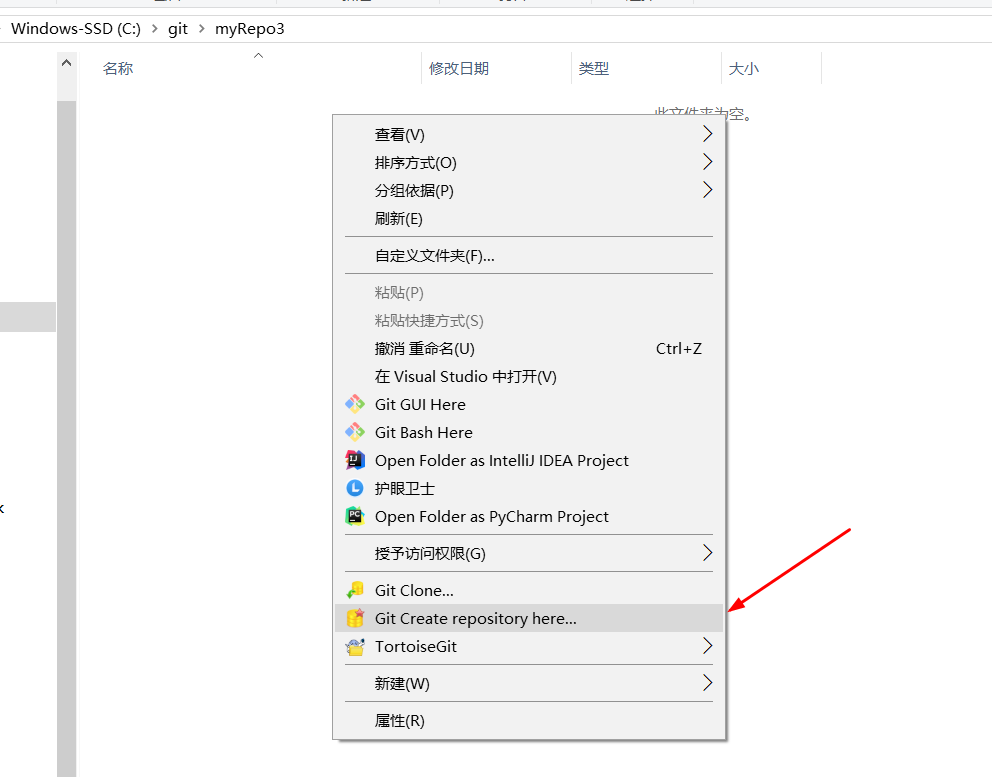 Windows-SSD (C:) > git > myRepo3
名称 修改日期 类型 大小
此文件夹为空。
查看(V)
排序方式(O)
分组依据(P)
刷新(E)
自定义文件夹(F)...
粘贴(P)
粘贴快捷方式(S)
撤消 重命名(U) Ctrl+Z
在 Visual Studio 中打开(V)
Git GUI Here
Git Bash Here
Open Folder as IntelliJ IDEA Project
护眼卫士
Open Folder as PyCharm Project
授予访问权限(G)
Git Clone...
Git Create repository here...
TortoiseGit
新建(W)
属性(R)